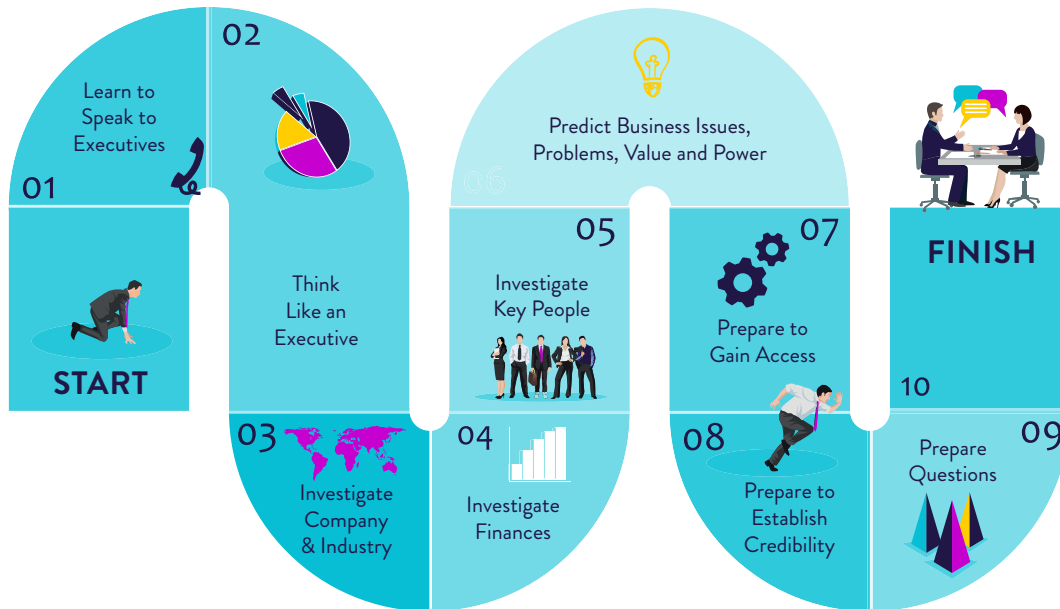 START
01
Learn to
Speak to
Executives
02
Think
Like an
Executive
03
Investigate
Company
& Industry
04
Investigate
Finances
05
Investigate
Key People
06
Predict Business Issues,
Problems, Value and Power
07
Prepare to
Gain Access
08
Prepare to
Establish
Credibility
09
Prepare
Questions
10
FINISH